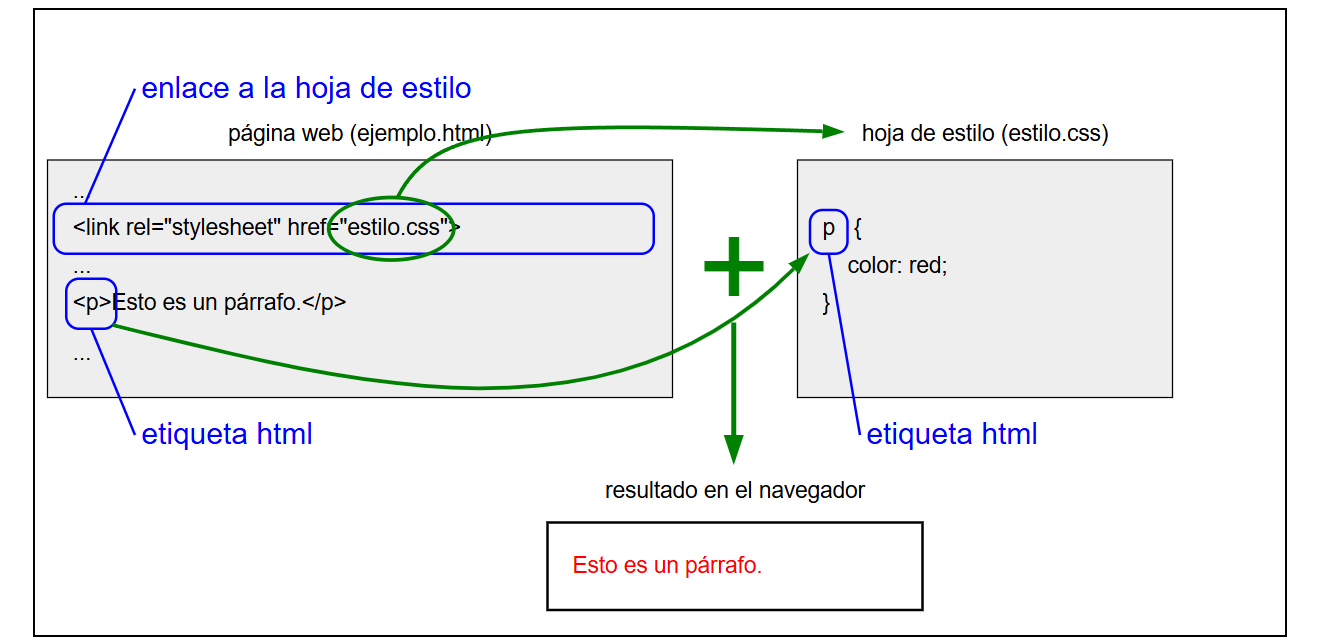 enlace a la hoja de estilo
página web (ejemplo.html)
hoja de estilo (estilo.css)
...
<link rel="stylesheet" href="estilo.css">
...
<p>Esto es un párrafo.</p>
...
p {
color: red;
}
etiqueta html
etiqueta html
resultado en el navegador
Esto es un párrafo.